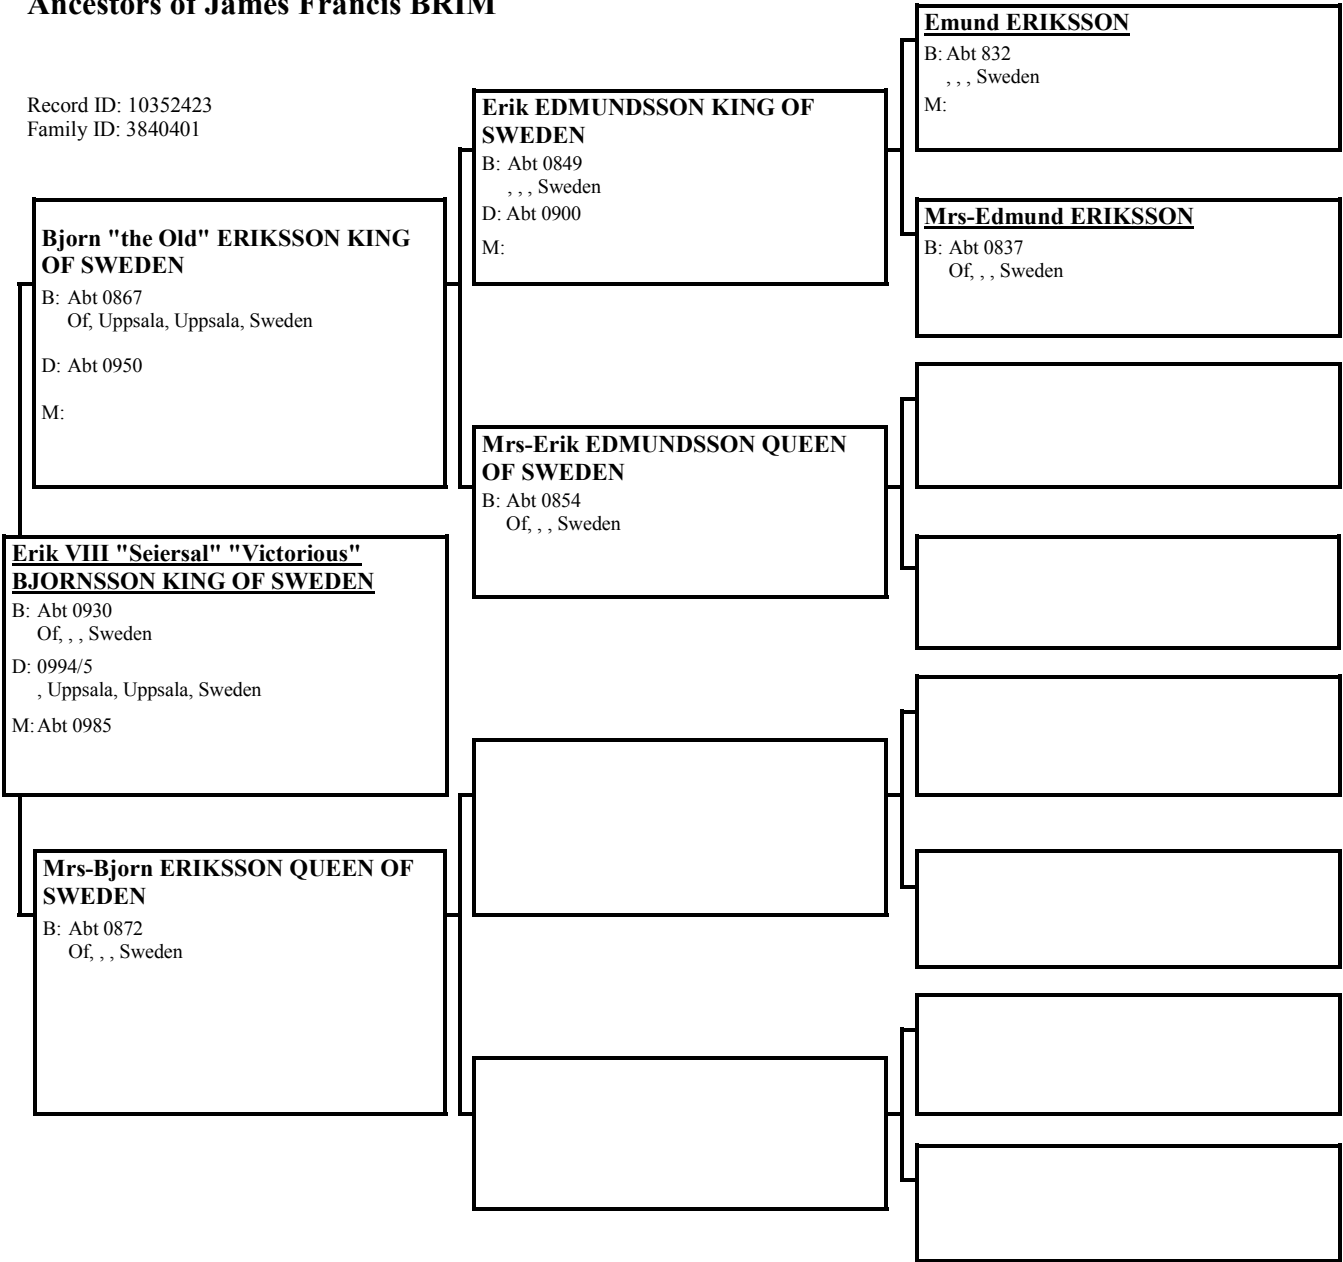 Ancestors of James Francis BRIM
Record ID: 10352423
Family ID: 3840401
Emund ERIKSSON
B: Abt 832
, , , Sweden
M:
Erik EDMUNDSSON KING OF
SWEDEN
B: Abt 0849
, , , Sweden
D: Abt 0900
M:
Mrs-Edmund ERIKSSON
B: Abt 0837
Of, , , Sweden
Bjorn "the Old" ERIKSSON KING
OF SWEDEN
B: Abt 0867
Of, Uppsala, Uppsala, Sweden
D: Abt 0950
M:
Mrs-Erik EDMUNDSSON QUEEN
OF SWEDEN
B: Abt 0854
Of, , , Sweden
Erik VIII "Seiersal" "Victorious"
BJORNSSON KING OF SWEDEN
B: Abt 0930
Of, , , Sweden
D: 0994/5
, Uppsala, Uppsala, Sweden
M: Abt 0985
Mrs-Bjorn ERIKSSON QUEEN OF
SWEDEN
B: Abt 0872
Of, , , Sweden